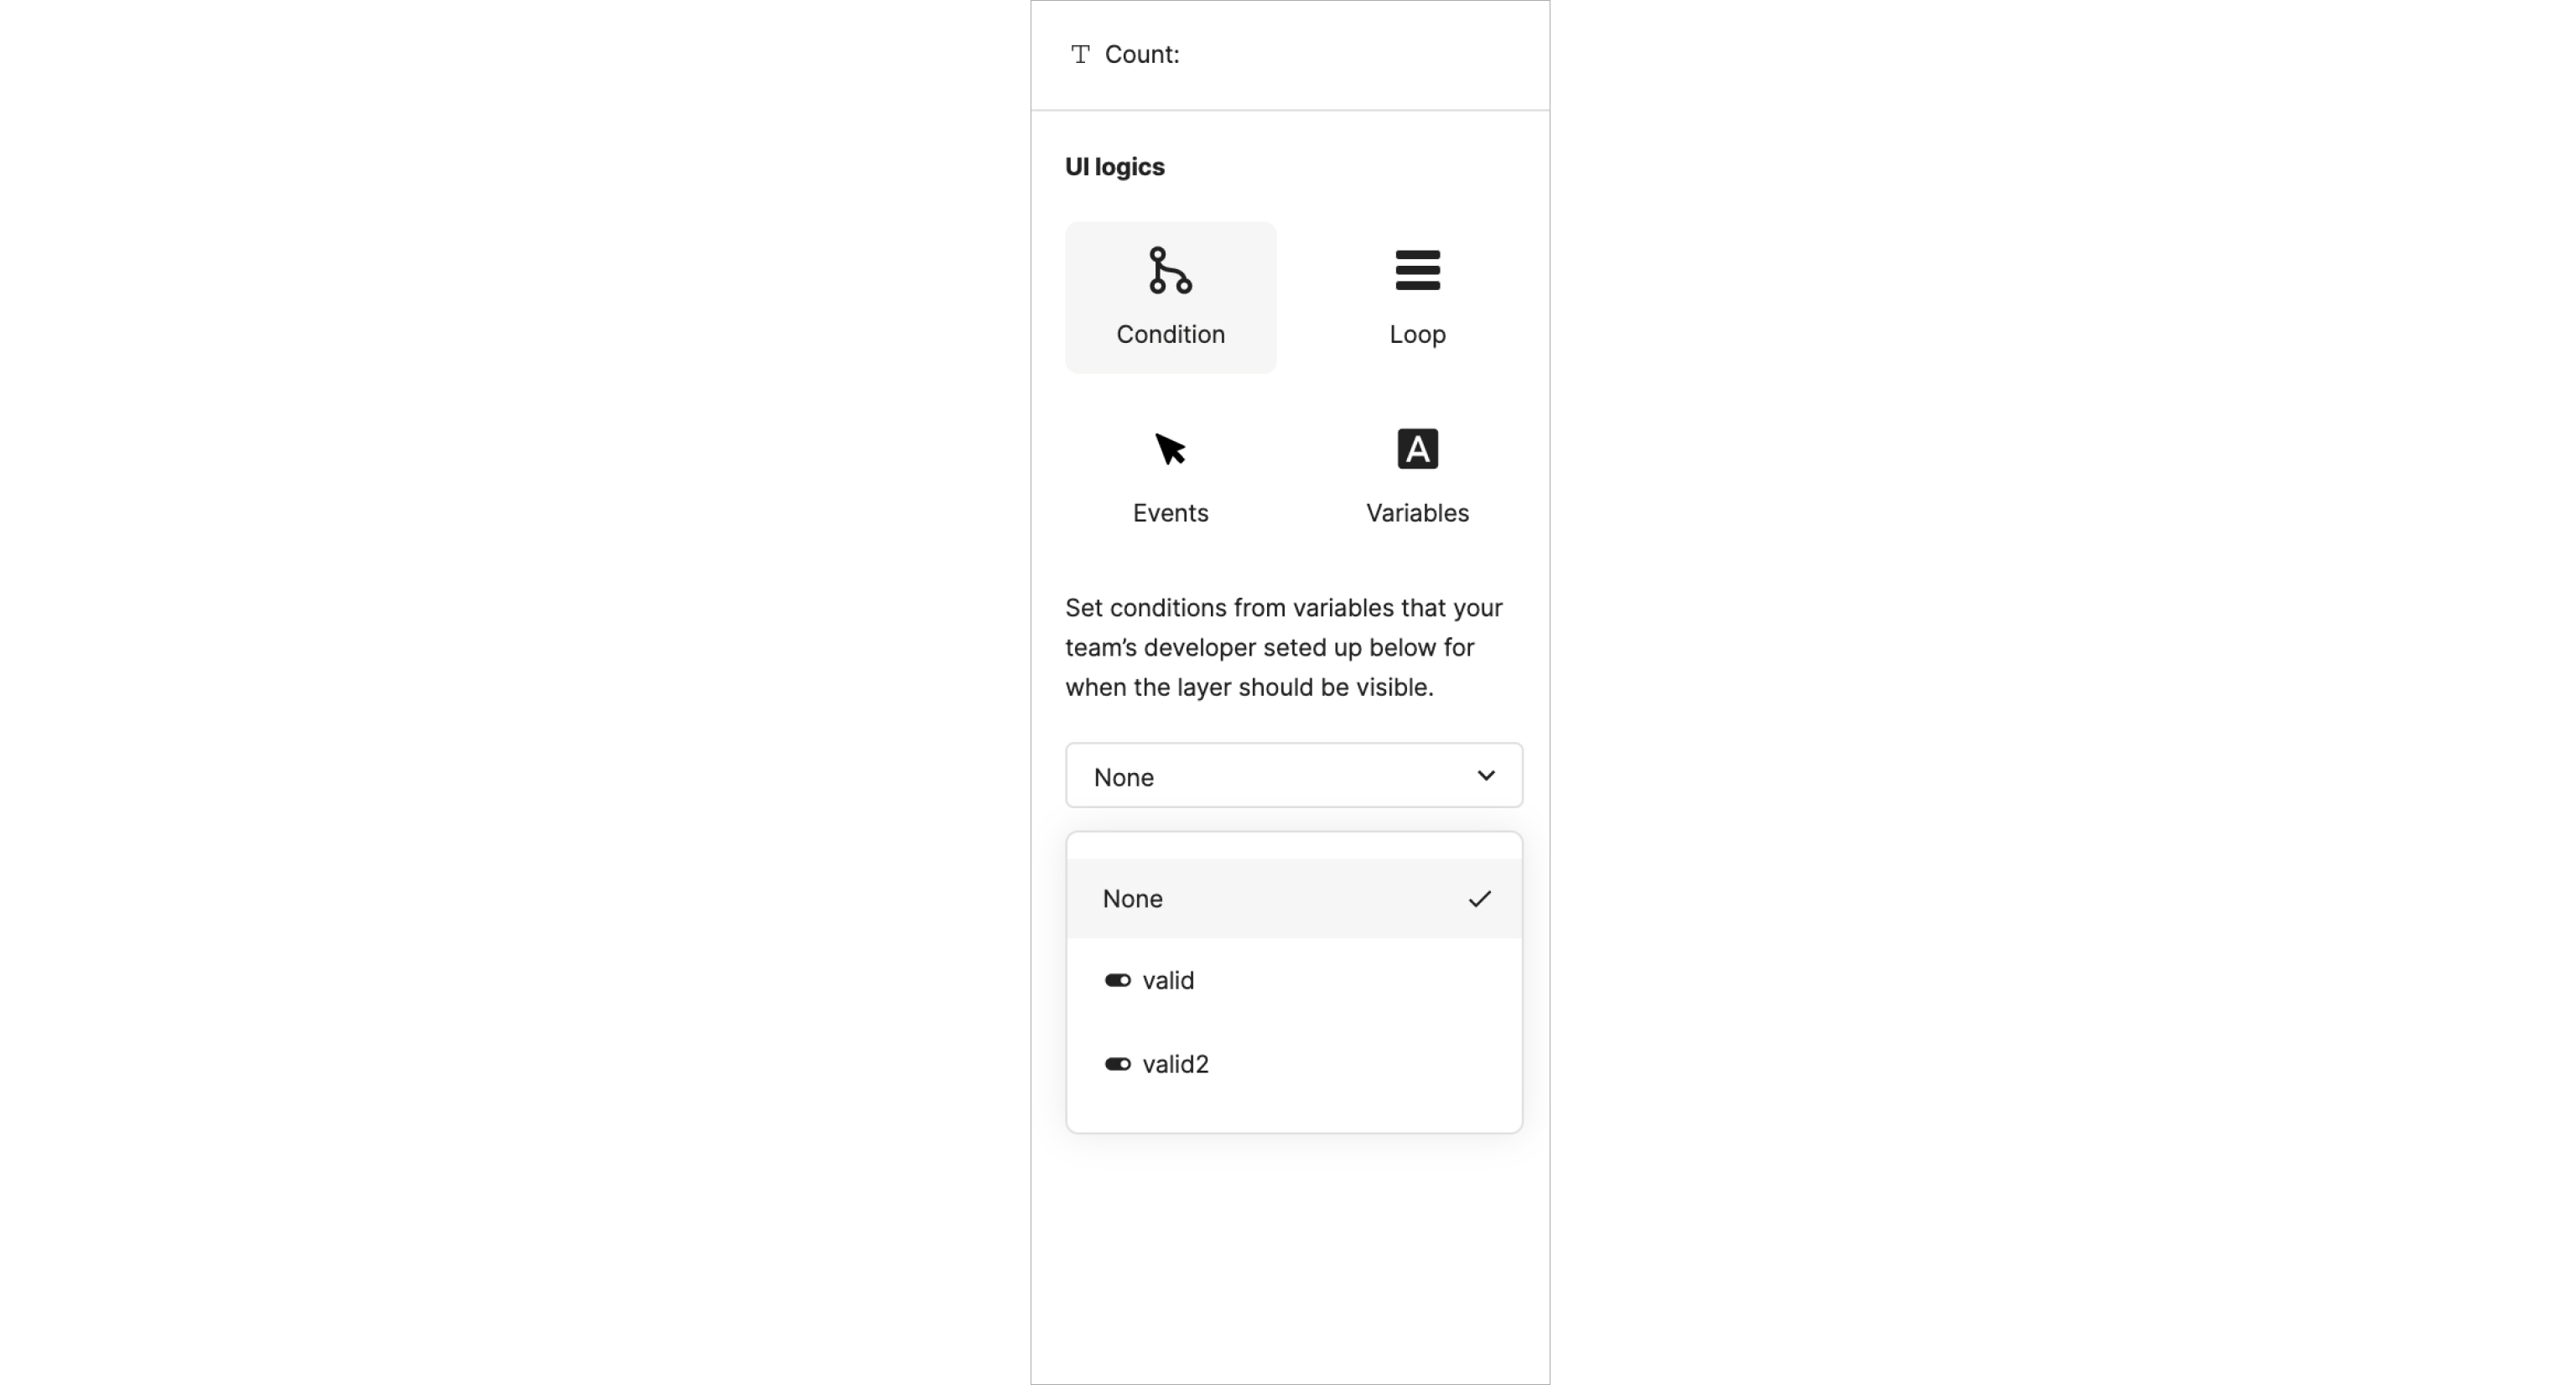 Count:
UI logics
Condition
Loop
Events
Variables
Set conditions from variables that your
team’s developer seted up below for
when the layer should be visible.
None
None
valid
valid2